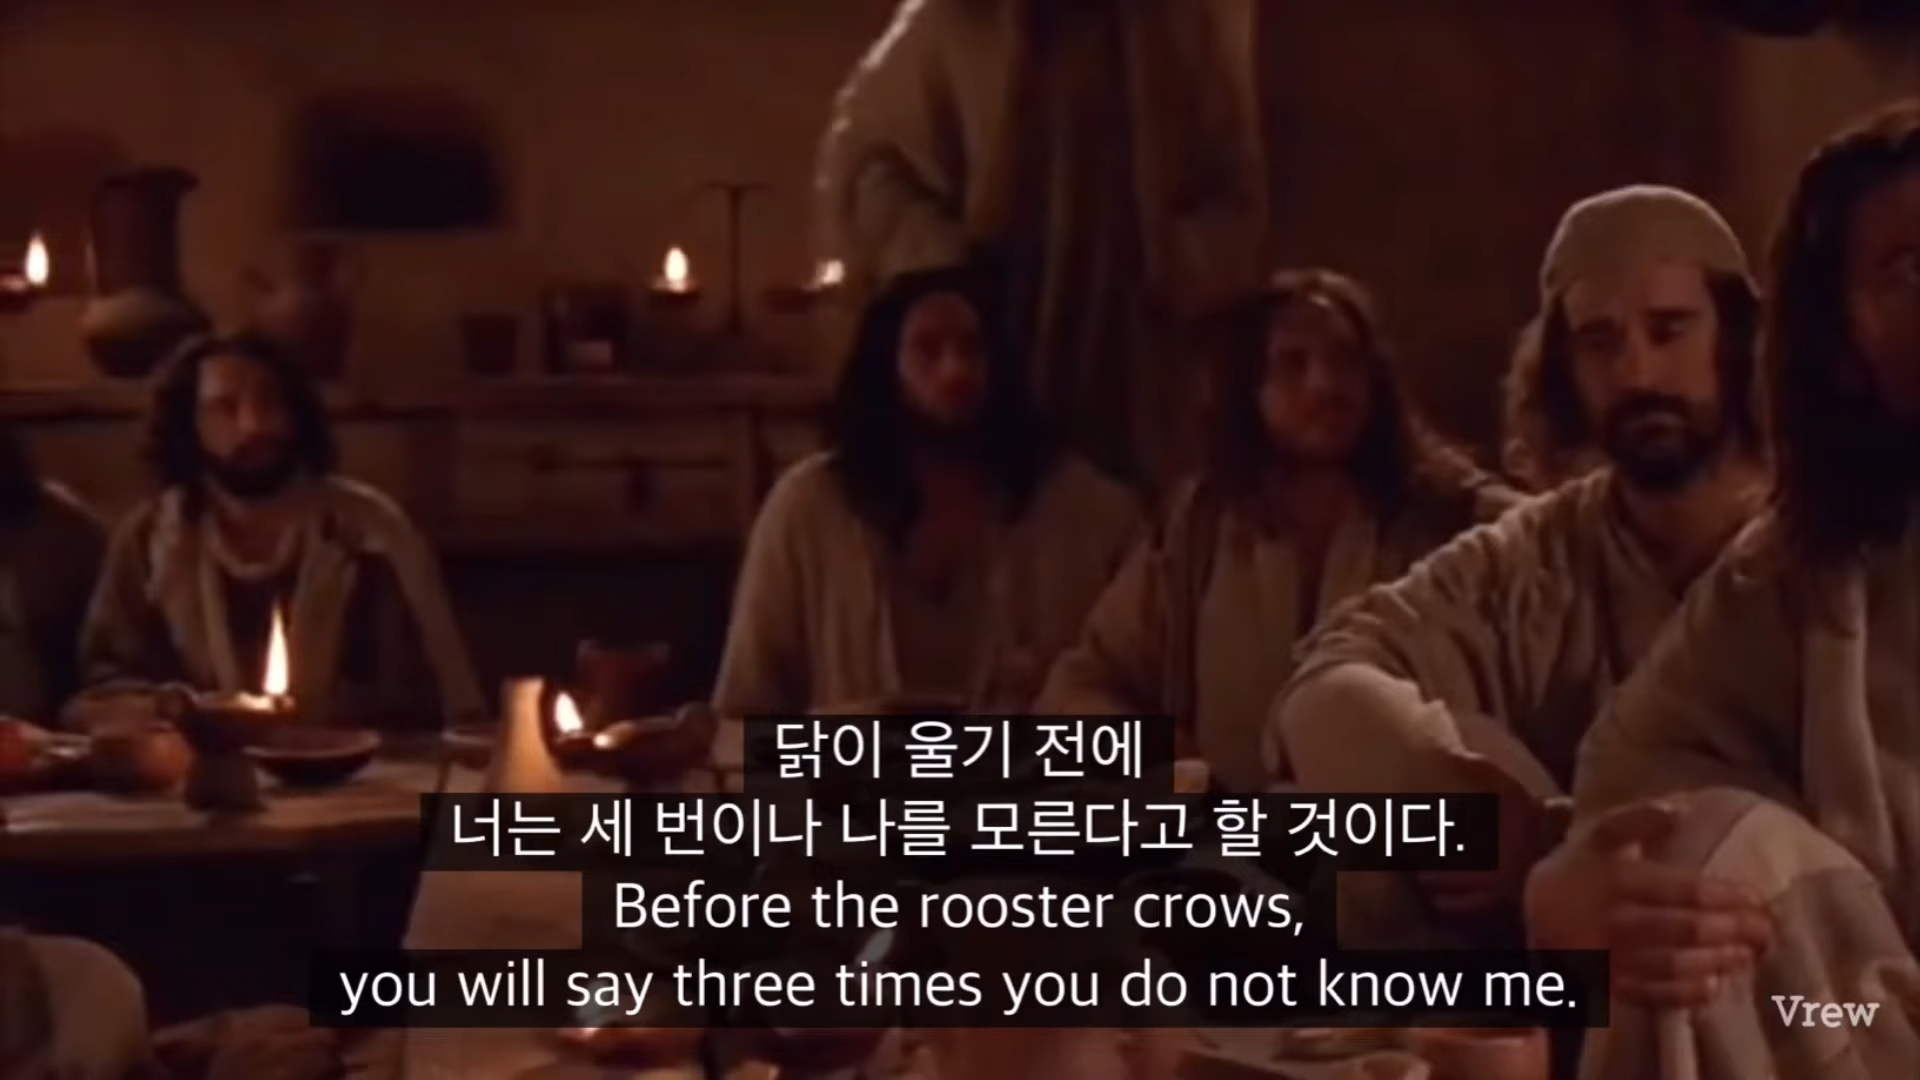 닭이 울기 전에
너는 세 번이나 나를 모른다고 할 것이다.
Before the rooster crows,
you will say three times you do not know me.
Vrew